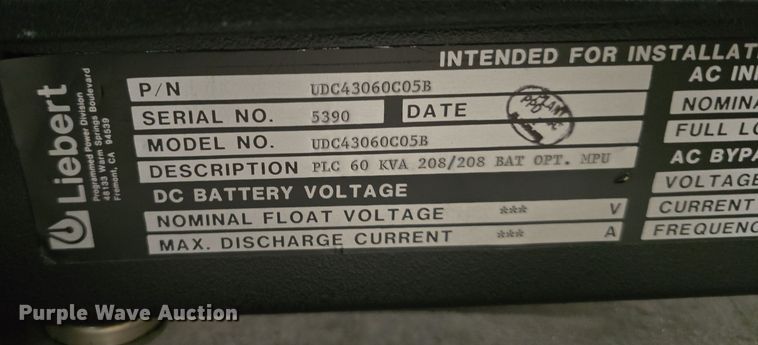 INTENDED FOR INSTALLAT
AC IN
Liebert
Programmed Power Division
48133 Warm Springs Boulevard
Fremont, CA 94539
P/N UDC43060C05B
SERIAL NO. 5390 DATE
MODEL NO. UDC43060C05B
DESCRIPTION PLC 60 KVA 208/208 BAT OPT. MPU
DC BATTERY VOLTAGE
NOMINAL FLOAT VOLTAGE *** V
MAX. DISCHARGE CURRENT *** A
NOMINA
FULL LO
AC BYPA
VOLTAGE
CURRENT
FREQUENC
Purple Wave Auction